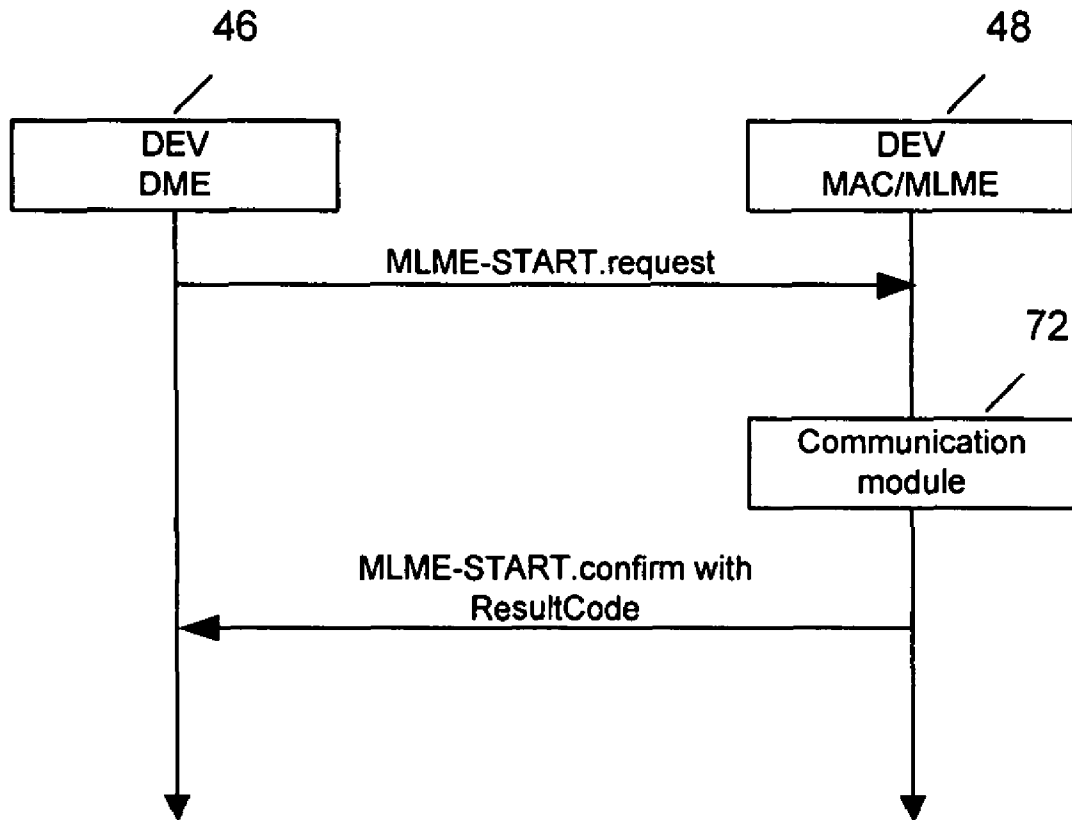 46
48
DEV
DME
DEV
MAC/MLME
MLME-START.request
72
Communication
module
MLME-START.confirm with
ResultCode